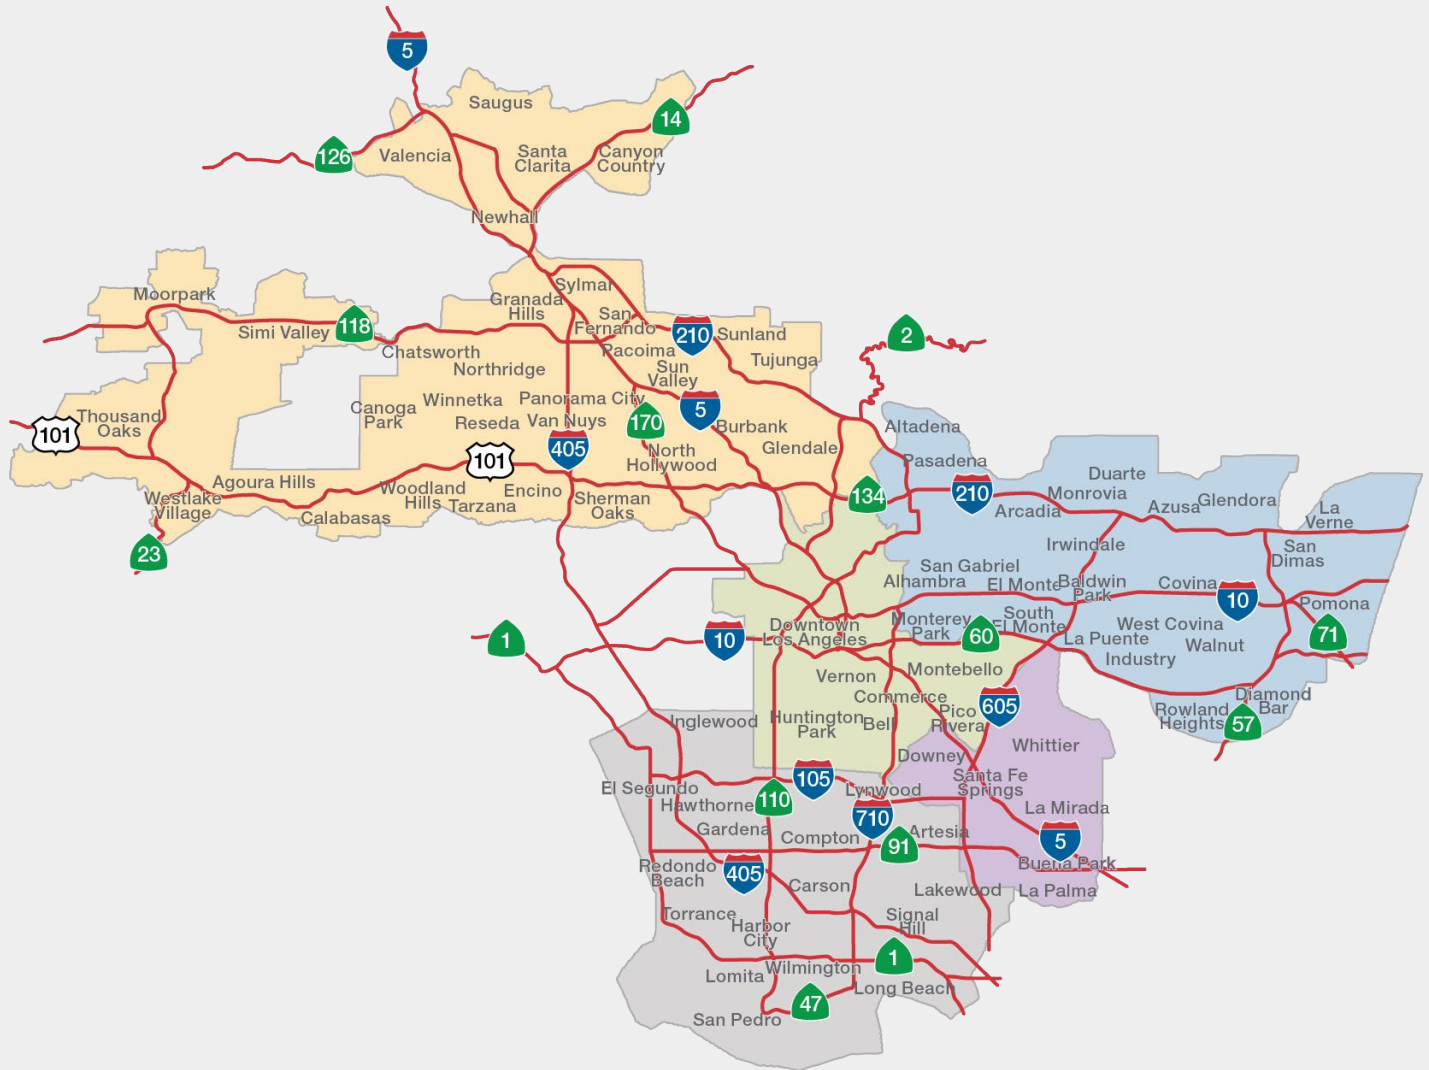 5
Saugus
14
126
Valencia
Santa
Clarita
Canyon
Country
Newhall
Sylmar
Moorpark
Granada
Hills
San
Fernando
118
Simi Valley
210
Sunland
2
Chatsworth
Pacoima
Tujunga
Northridge
Sun
Valley
Winnetka
Panorama City
5
Canoga
Park
Thousand
Oaks
Reseda
Van Nuys
170
Burbank
Altadena
101
405
Glendale
North
Hollywood
101
Pasadena
Agoura Hills
Woodland
Hills
Tarzana
Encino
Sherman
Oaks
134
210
Duarte
Monrovia
Arcadia
Azusa
Glendora
La
Verne
Westlake
Village
Calabasas
23
Irwindale
San
Dimas
San Gabriel
Alhambra
El Monte
Baldwin
Park
Covina
10
Pomona
1
10
Downtown
Los Angeles
Monterey
Park
60
South
El Monte
West Covina
La Puente
Walnut
71
Industry
Montebello
Vernon
Commerce
605
Diamond
Bar
Rowland
Heights
57
Inglewood
Huntington
Park
Bell
Pico
Rivera
Whittier
Downey
Santa Fe
Springs
El Segundo
105
Lynwood
Hawthorne
110
La Mirada
710
Gardena
Compton
Artesia
91
5
Redondo
Beach
405
Buena Park
Carson
Lakewood
La Palma
Torrance
Harbor
City
Signal
Hill
1
Lomita
Wilmington
Long Beach
47
San Pedro